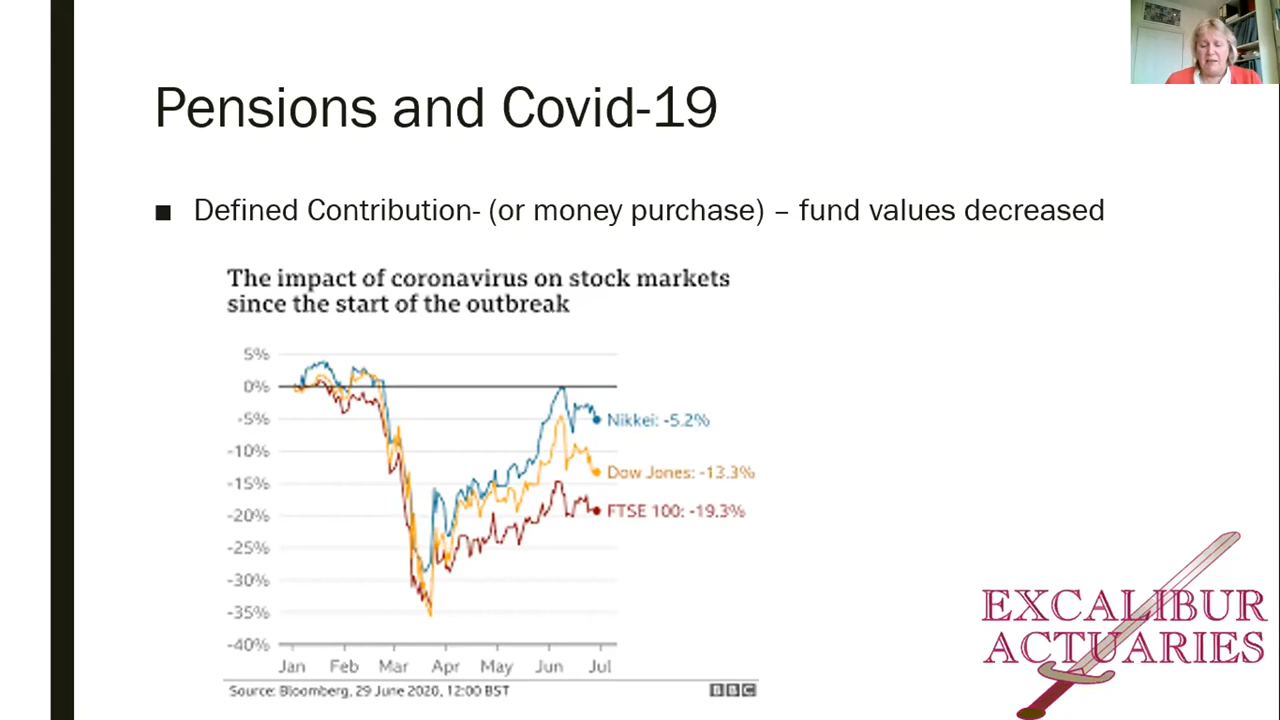 Pensions and Covid-19
■ Defined Contribution- (or money purchase) – fund values decreased
The impact of coronavirus on stock markets
since the start of the outbreak
5%
0%
-5%
-10%
-15%
-20%
-25%
-30%
-35%
-40%
Nikkei: -5.2%
Dow Jones: -13.3%
FTSE 100: -19.3%
Jan Feb Mar Apr May Jun Jul
Source: Bloomberg, 29 June 2020, 12:00 BST
BBC
EXCALIBUR
ACTUARIES